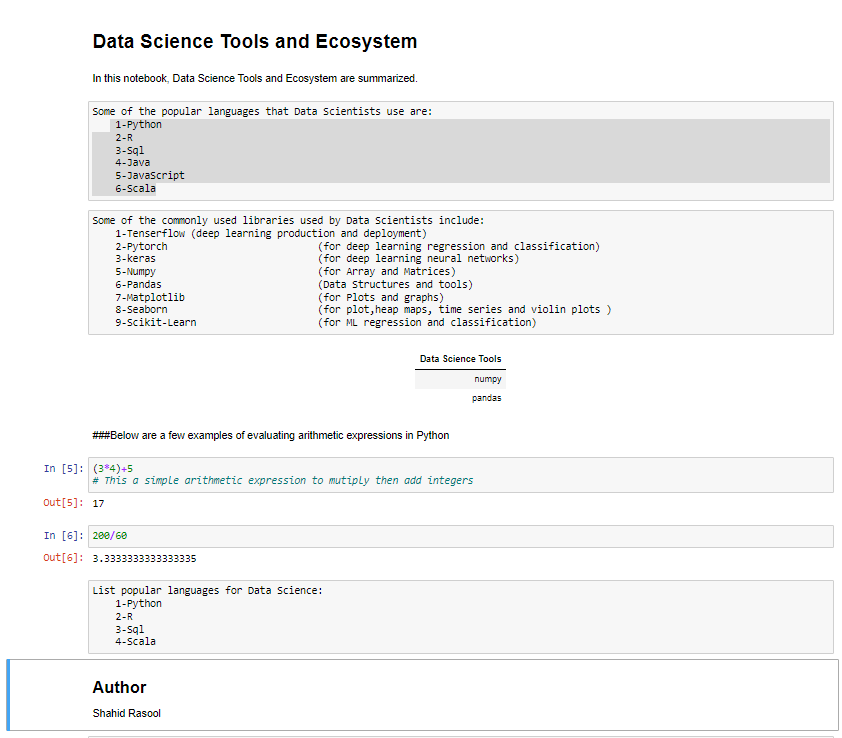 Data Science Tools and Ecosystem
In this notebook, Data Science Tools and Ecosystem are summarized.
Some of the popular languages that Data Scientists use are:
1-Python
2-R
3-Sql
4-Java
5-JavaScript
6-Scala
Some of the commonly used libraries used by Data Scientists include:
1-Tenserflow (deep learning production and deployment)
2-Pytorch (for deep learning regression and classification)
3-keras (for deep learning neural networks)
5-Numpy (for Array and Matrices)
6-Pandas (Data Structures and tools)
7-Matplotlib (for Plots and graphs)
8-Seaborn (for plot,heap maps, time series and violin plots )
9-Scikit-Learn (for ML regression and classification)
Data Science Tools
numpy
pandas
###Below are a few examples of evaluating arithmetic expressions in Python
In [5]: (3*4)+5
# This a simple arithmetic expression to mutiply then add integers
Out[5]: 17
In [6]: 200/60
Out[6]: 3.3333333333333335
List popular languages for Data Science:
1-Python
2-R
3-Sql
4-Scala
Author
Shahid Rasool